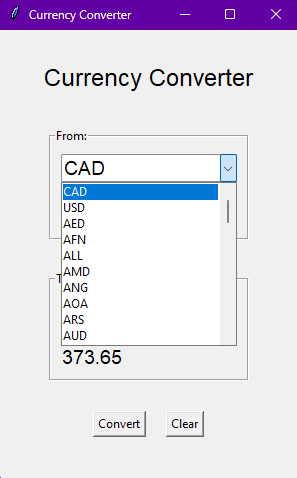 Currency Converter
Currency Converter
From:
CAD
CAD
USD
AED
AFN
ALL
AMD
ANG
AOA
ARS
AUD
373.65
Convert Clear